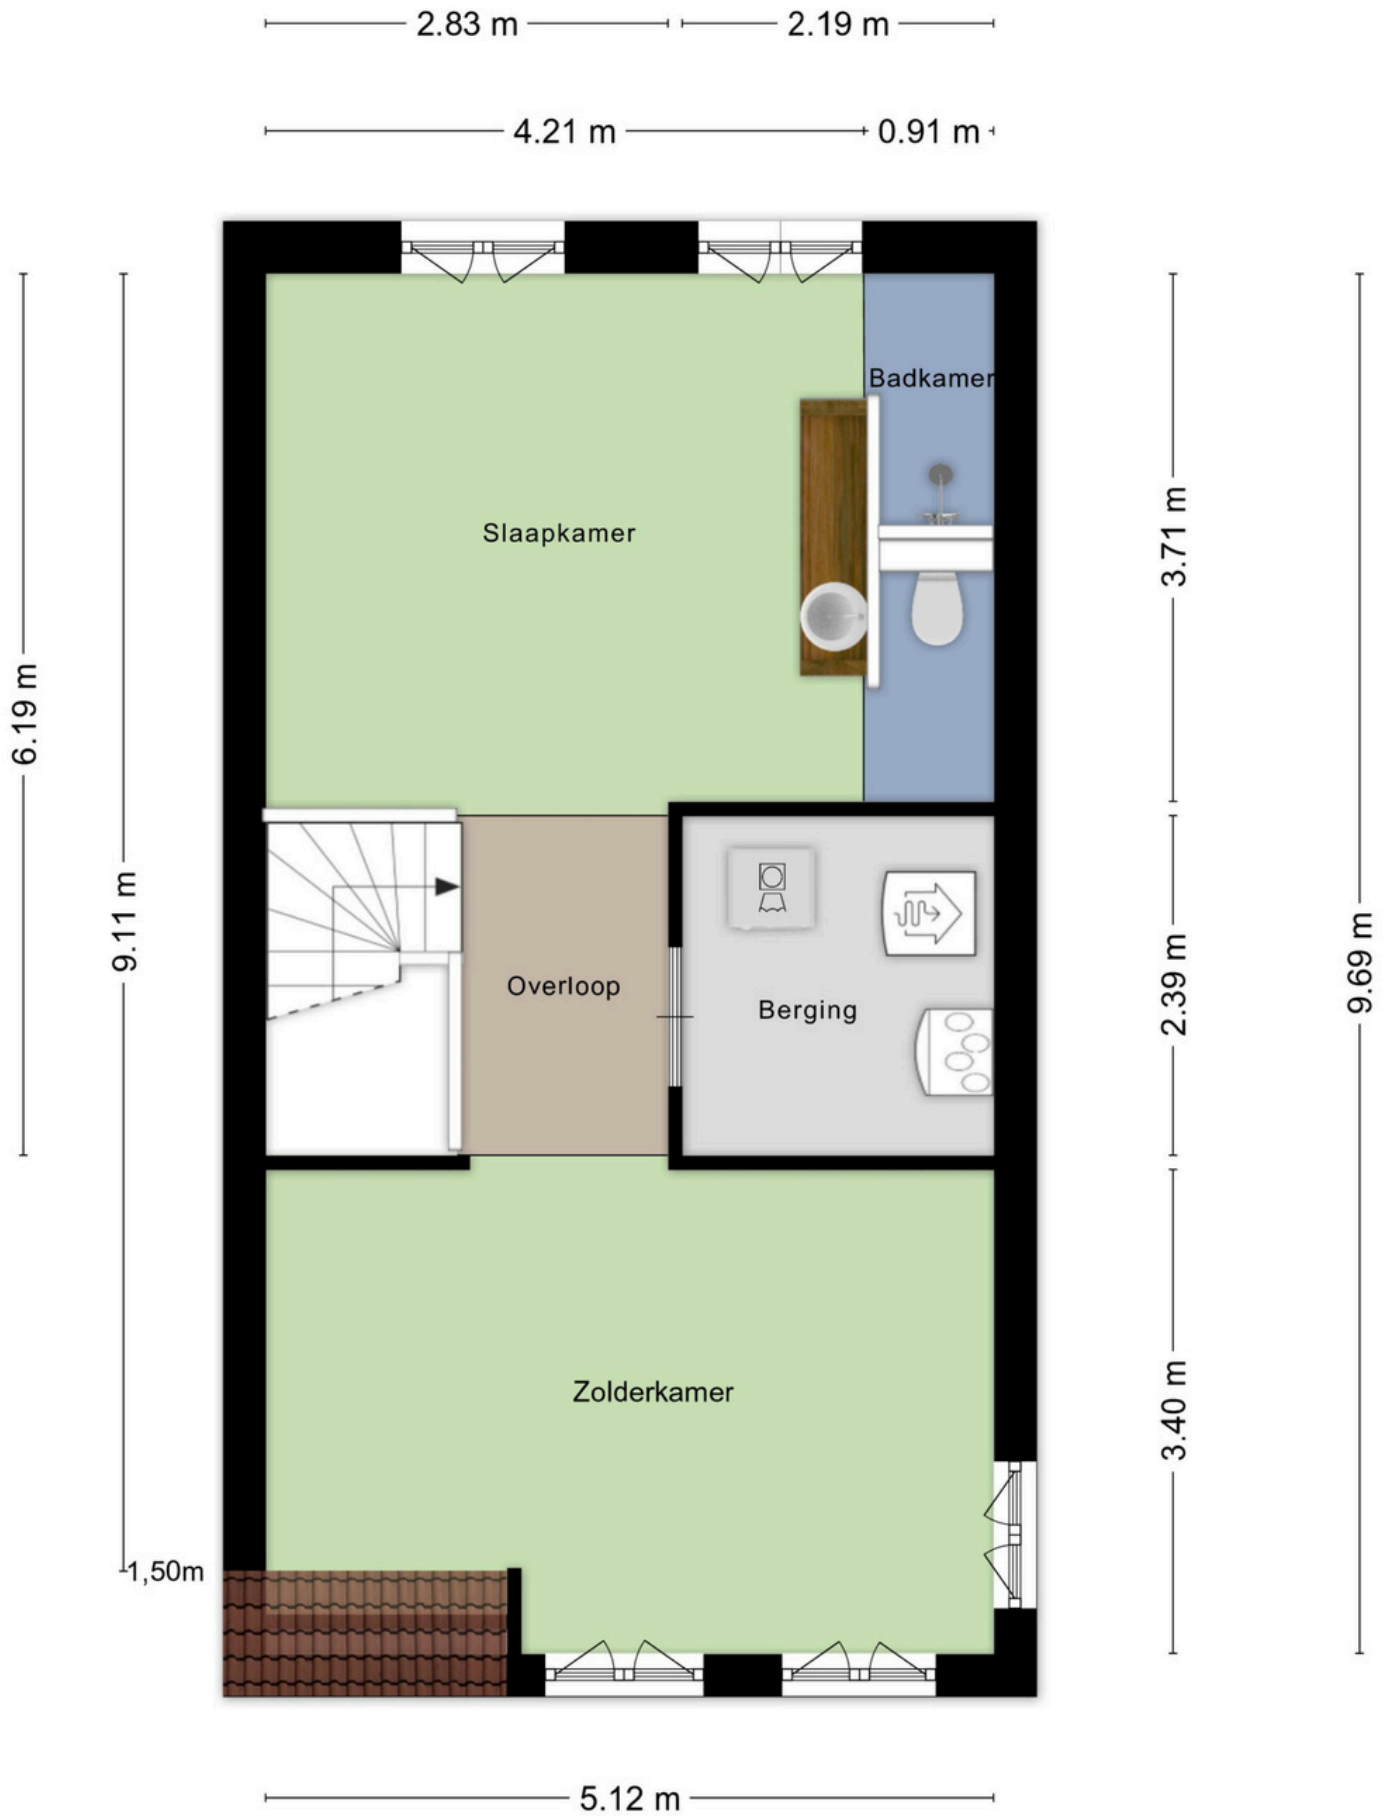 2.83 m
2.19 m
4.21 m
0.91 m
Badkamer
Slaapkamer
3.71 m
6.19 m
9.11 m
Overloop
Berging
2.39 m
9.69 m
Zolderkamer
3.40 m
1,50m
5.12 m